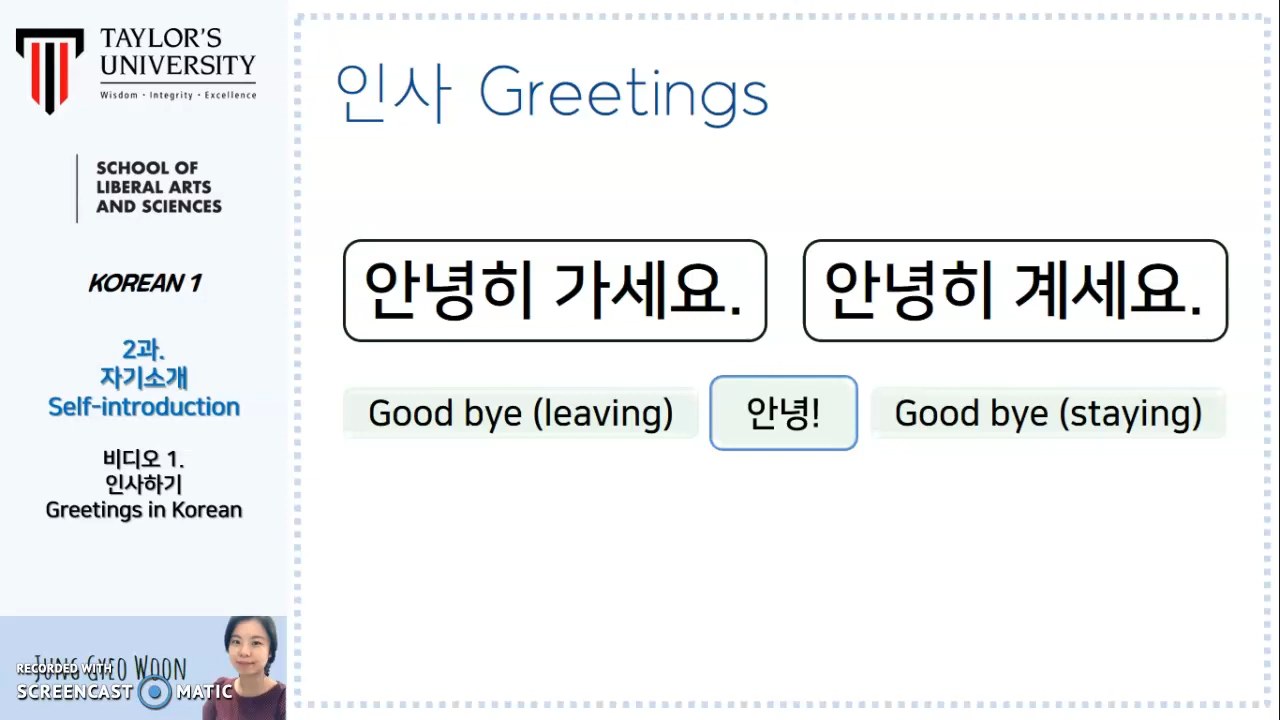 TAYLOR'S
UNIVERSITY
Wisdom · Integrity · Excellence
SCHOOL OF
LIBERAL ARTS
AND SCIENCES
KOREAN 1
2과.
자기소개
Self-introduction
비디오 1.
인사하기
Greetings in Korean
JUNG GYEO WOON
RECORDED WITH
SCREENCAST MATIC
인사 Greetings
안녕히 가세요.
안녕히 계세요.
Good bye (leaving)
안녕!
Good bye (staying)